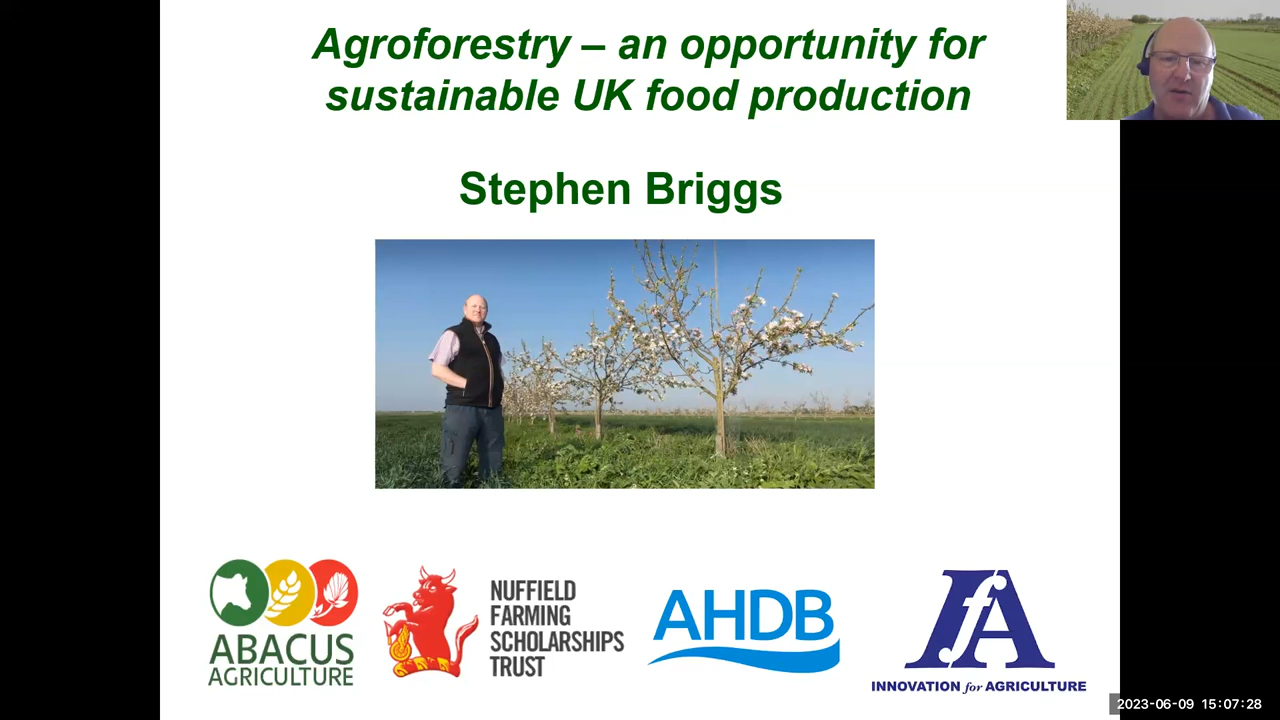 Agroforestry – an opportunity for
sustainable UK food production
Stephen Briggs
ABACUS
AGRICULTURE
NUFFIELD
FARMING
SCHOLARSHIPS
TRUST
AHDB
IfA
INNOVATION for AGRICULTURE
2023-06-09 15:07:28